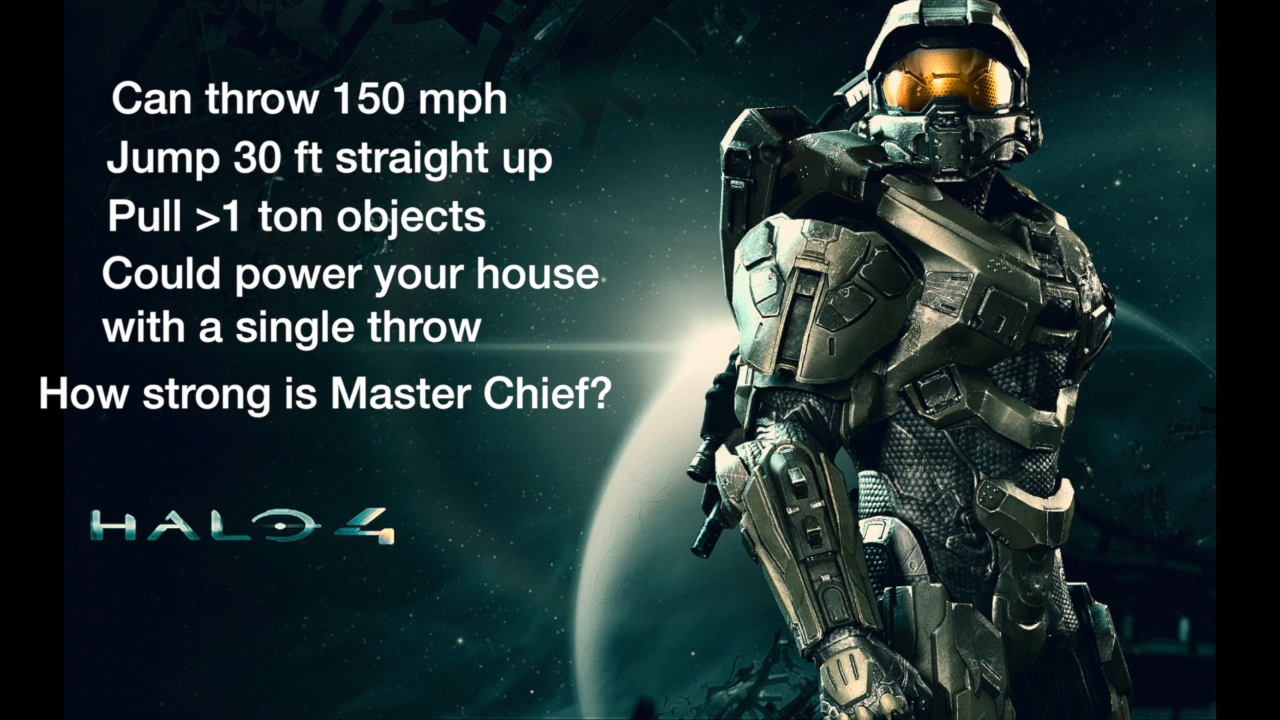 Can throw 150 mph
Jump 30 ft straight up
Pull >1 ton objects
Could power your house
with a single throw
How strong is Master Chief?
HALO 4